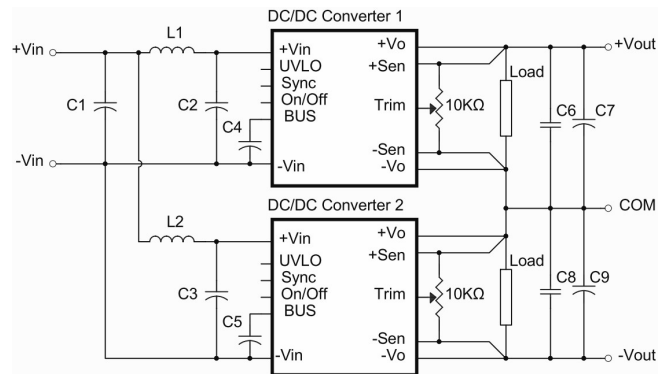 DC/DC Converter 1
L1
+Vin
+Vin
+Vo
+Vout
UVLO
+Sen
Load
Sync
C1
C2
On/Off
Trim
10KΩ
C6
C7
C4
BUS
-Sen
-Vin
-Vin
-Vo
COM
DC/DC Converter 2
L2
+Vin
+Vo
+Sen
Load
UVLO
Sync
C3
On/Off
Trim
10KΩ
C8
C9
C5
BUS
-Sen
-Vin
-Vo
-Vout